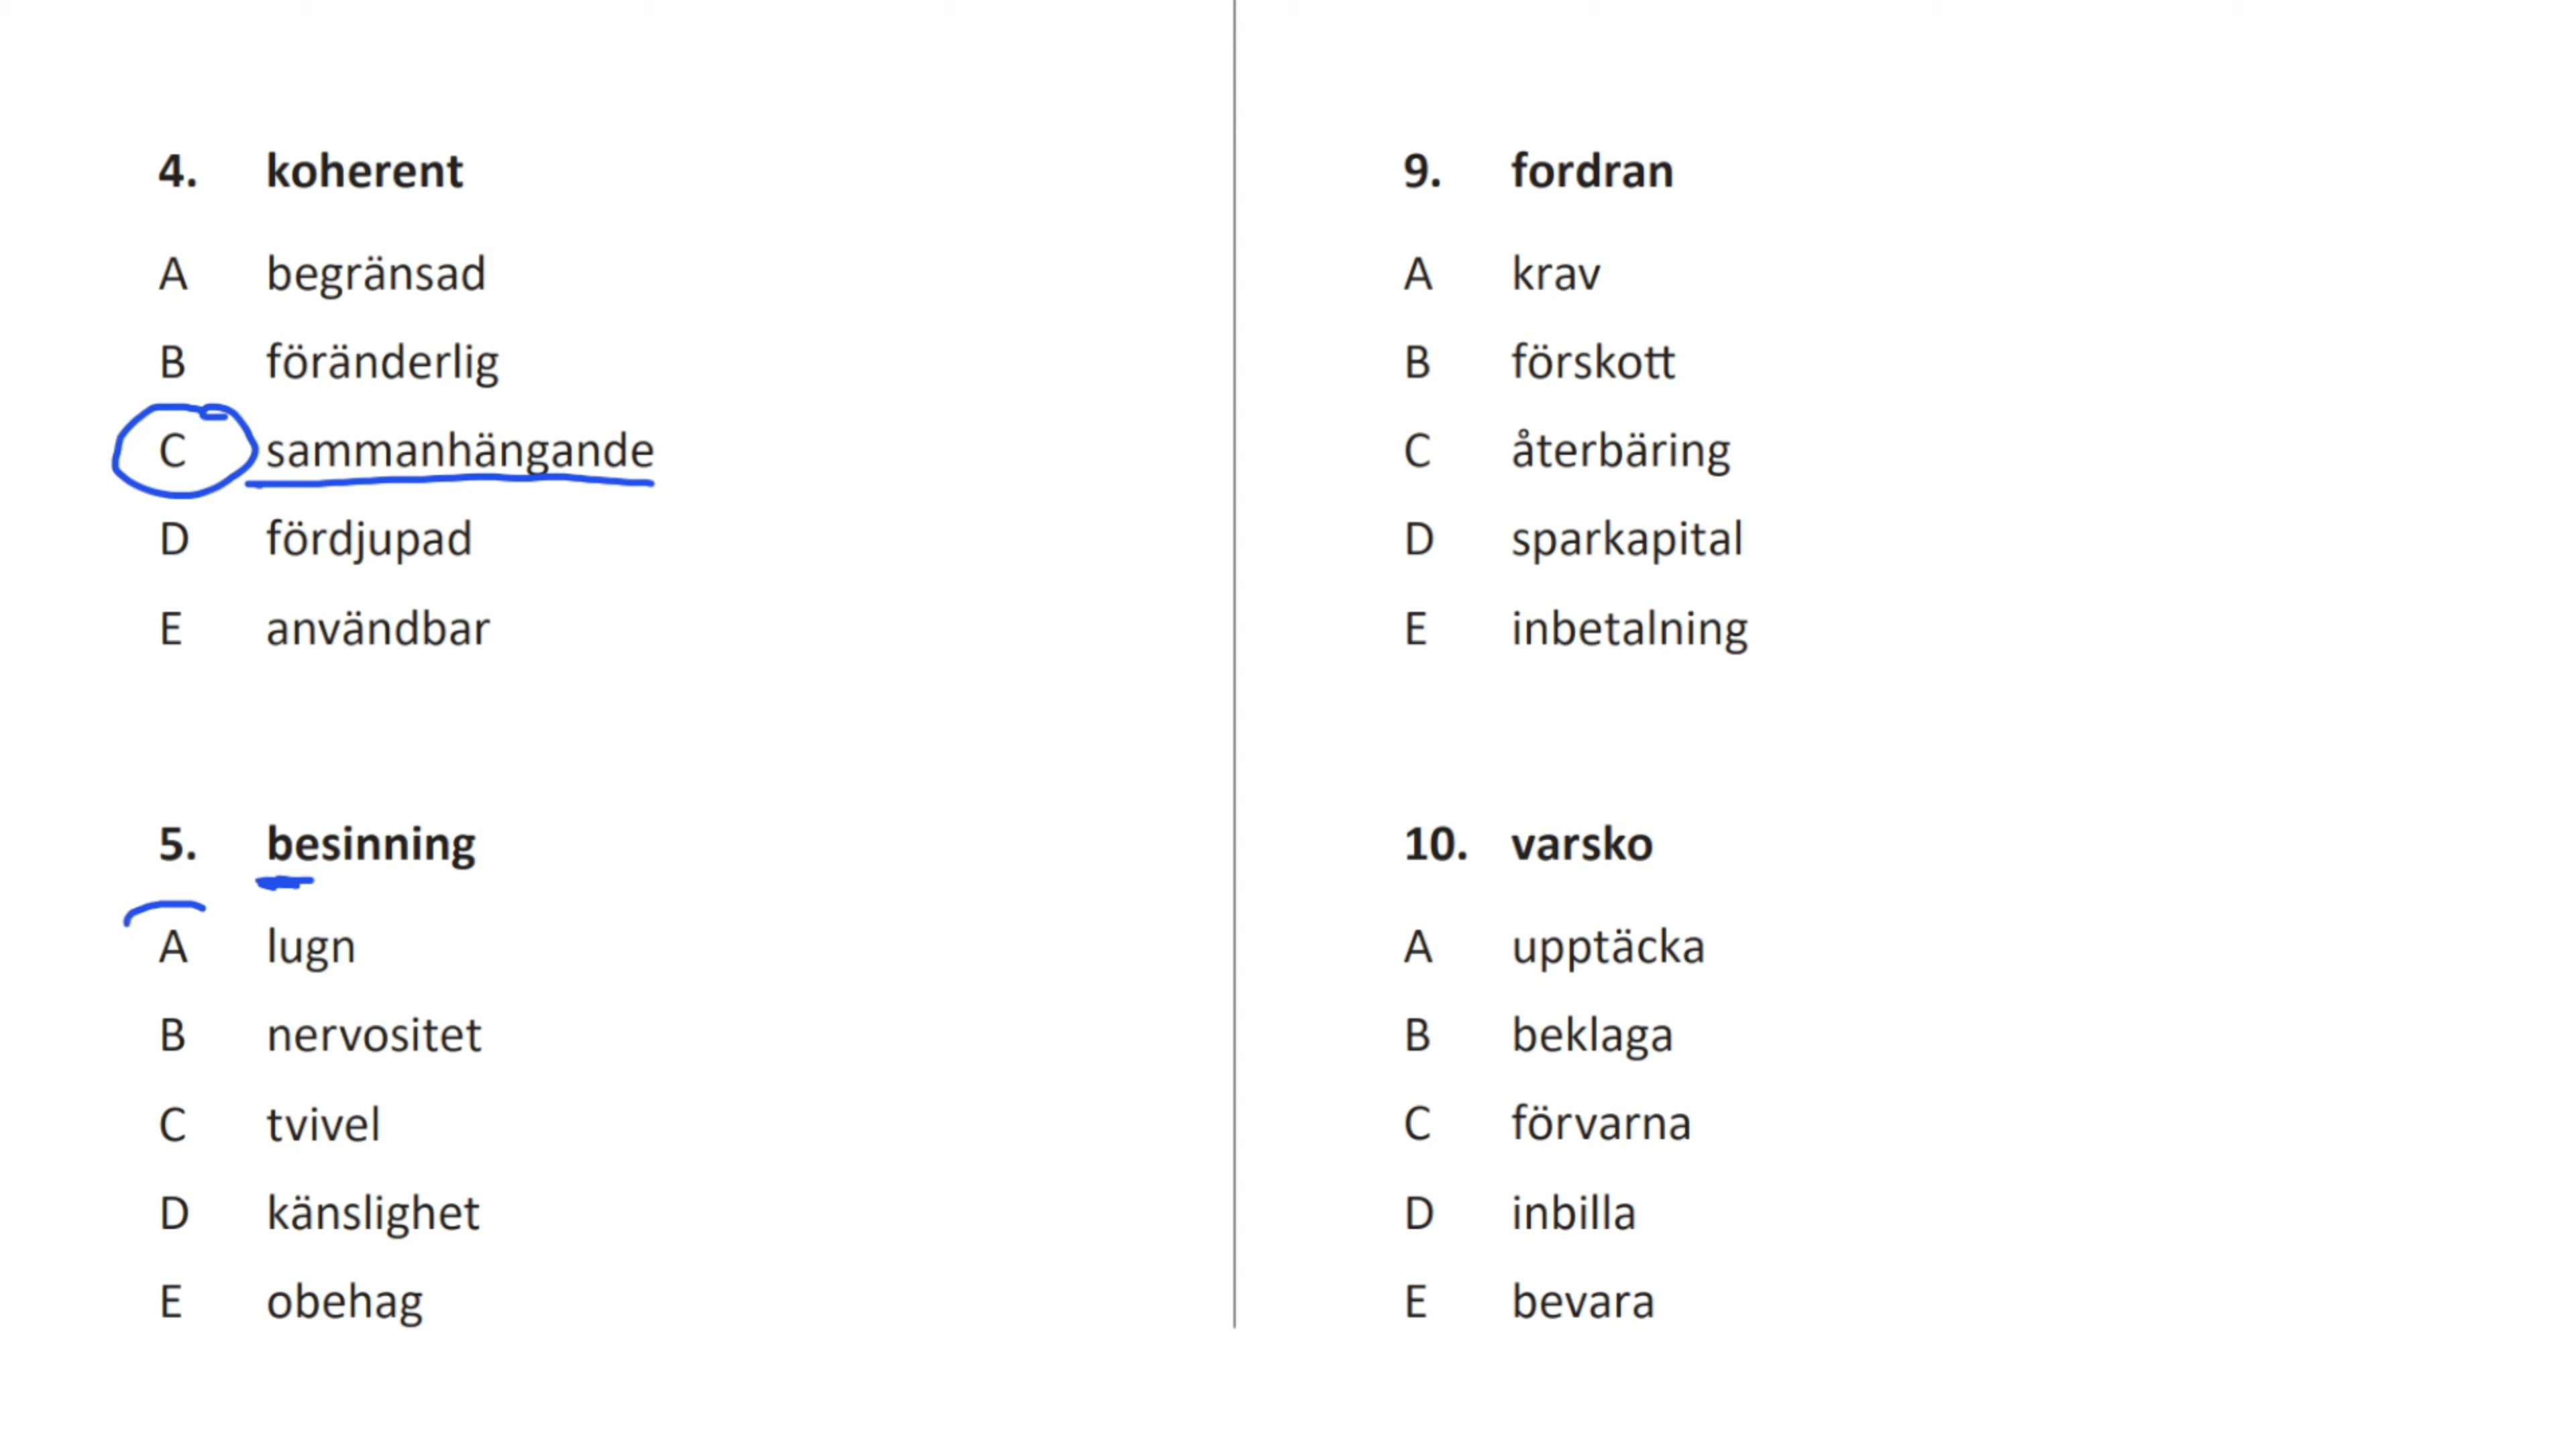 4. koherent
A begränsad
B föränderlig
C sammanhängande
D fördjupad
E användbar
5. besinning
A lugn
B nervositet
C tvivel
D känslighet
E obehag
9. fordran
A krav
B förskott
C återbäring
D sparkapital
E inbetalning
10. varsko
A upptäcka
B beklaga
C förvarna
D inbilla
E bevara